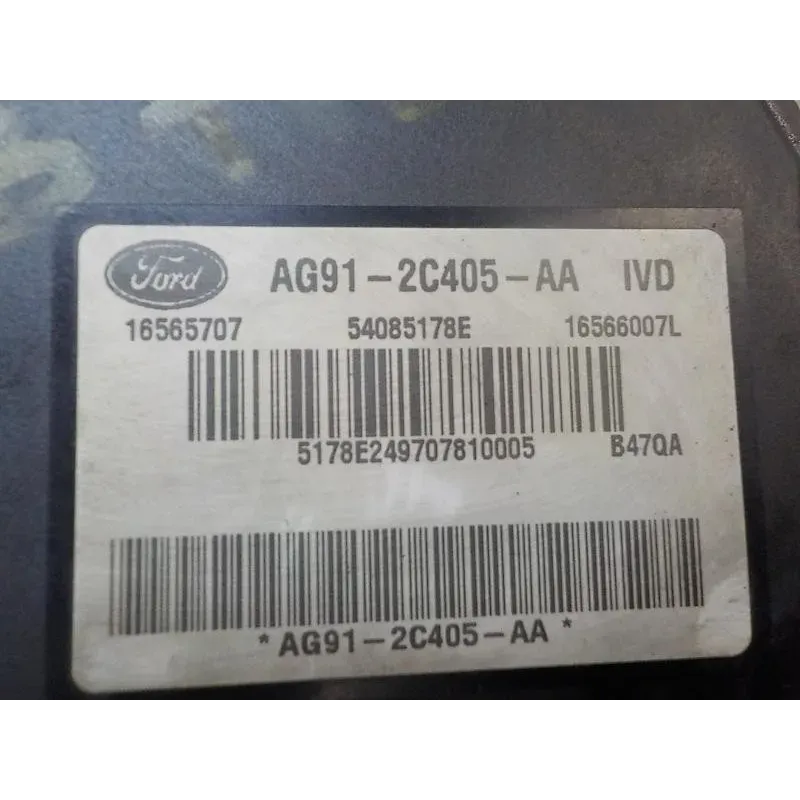 Ford AG91-2C405-AA IVD
16565707 54085178E 16566007L
5178E249707810005 B47QA
*AG91-2C405-AA*